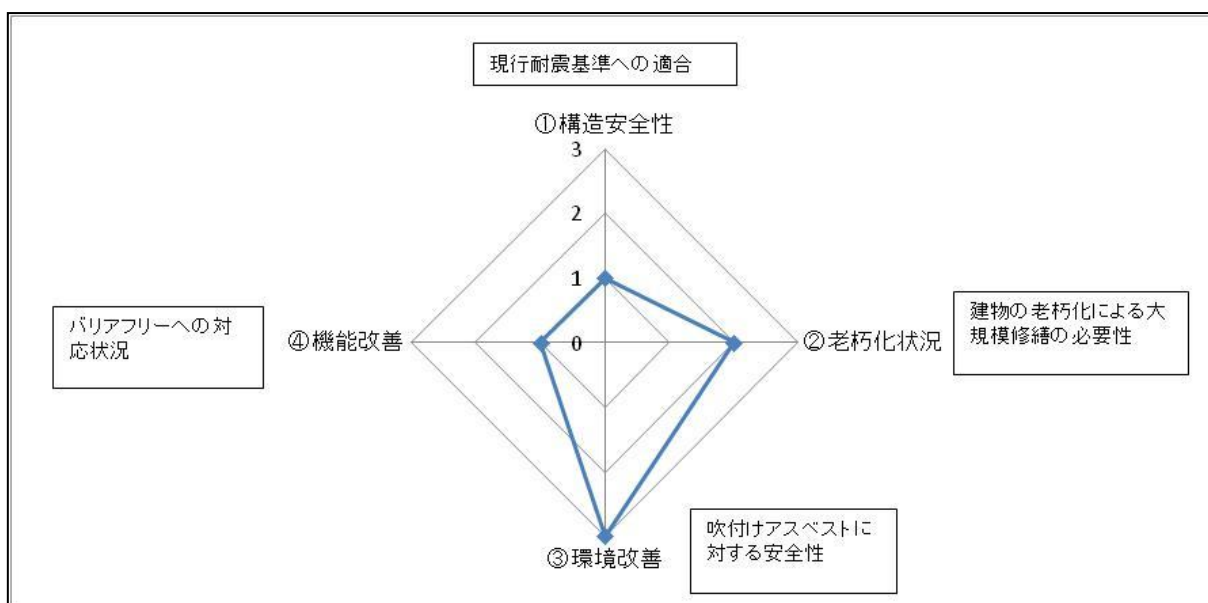 現行耐震基準への適合
①構造安全性
3
2
1
0
バリアフリーへの対
応状況
④機能改善
②老朽化状況
建物の老朽化による大
規模修繕の必要性
③環境改善
吹付けアスベストに
対する安全性